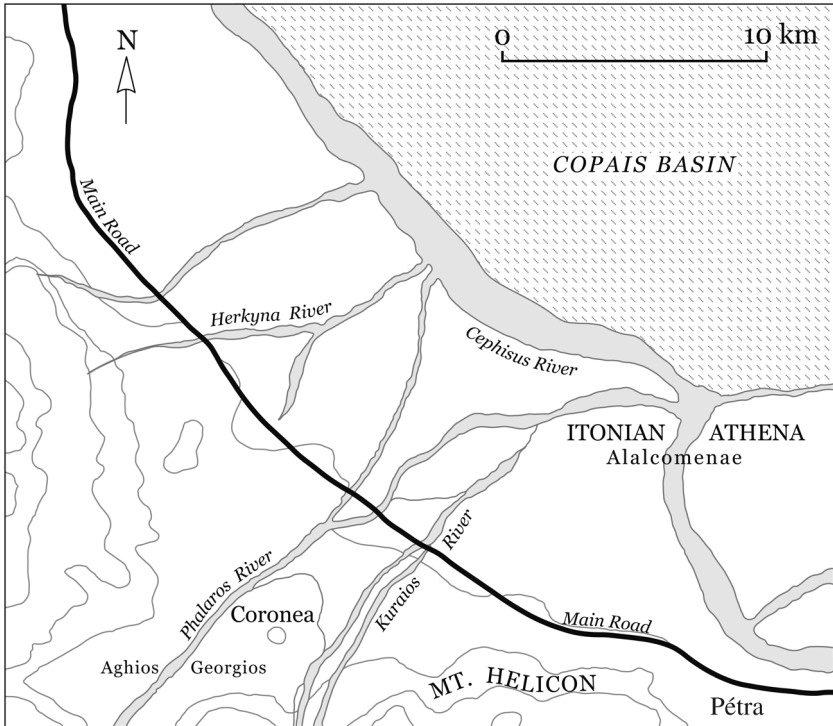 N
0 10 km
COPAIS BASIN
Main Road
Herkyna River
Cephisus River
ITONIAN ATHENA
Alalcomenae
River
Phalaros River
Kuraios
Coronea
Main Road
Aghios Georgios
MT. HELICON
Pétra